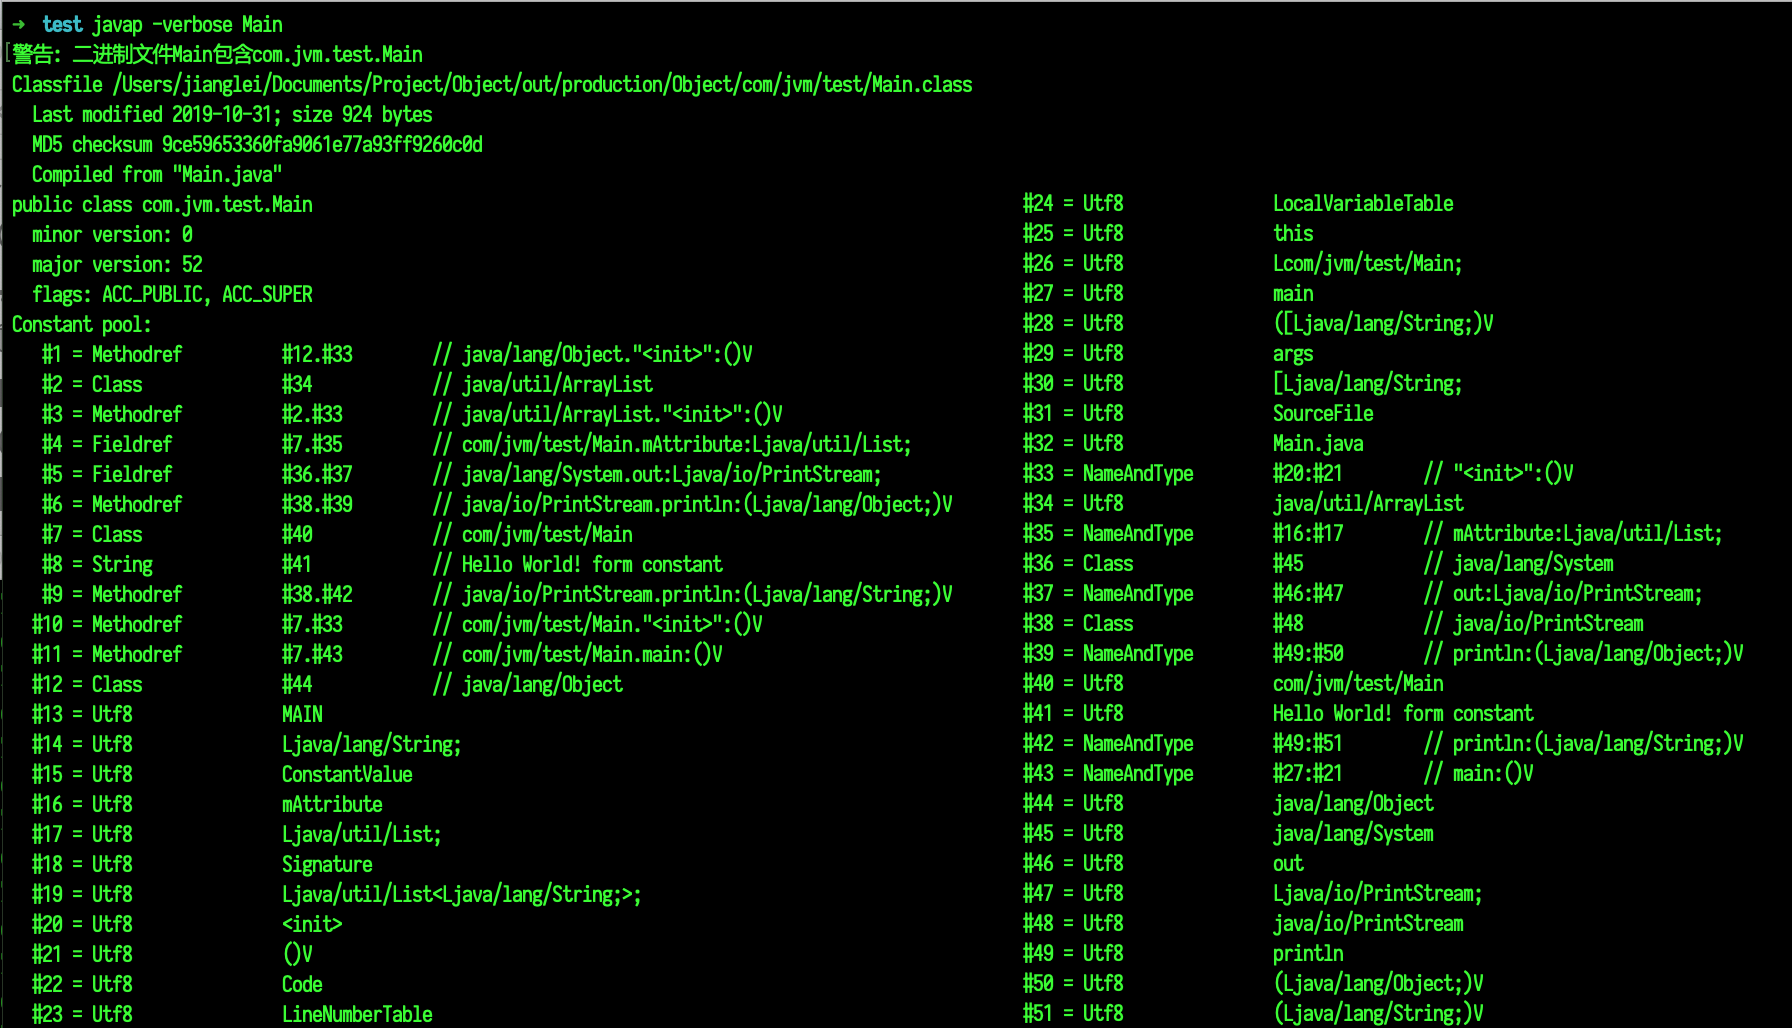 → test javap -verbose Main
警告: 二进制文件Main包含com.jvm.test.Main
Classfile /Users/jianglei/Documents/Project/Object/out/production/Object/com/jvm/test/Main.class
Last modified 2019-10-31; size 924 bytes
MD5 checksum 9ce59653360fa9061e77a93ff9260c0d
Compiled from "Main.java"
public class com.jvm.test.Main
minor version: 0
major version: 52
flags: ACC_PUBLIC, ACC_SUPER
Constant pool:
#1 = Methodref #12.#33 // java/lang/Object."<init>":()V
#2 = Class #34 // java/util/ArrayList
#3 = Methodref #2.#33 // java/util/ArrayList."<init>":()V
#4 = Fieldref #7.#35 // com/jvm/test/Main.mAttribute:Ljava/util/List;
#5 = Fieldref #36.#37 // java/lang/System.out:Ljava/io/PrintStream;
#6 = Methodref #38.#39 // java/io/PrintStream.println:(Ljava/lang/Object;)V
#7 = Class #40 // com/jvm/test/Main
#8 = String #41 // Hello World! form constant
#9 = Methodref #38.#42 // java/io/PrintStream.println:(Ljava/lang/String;)V
#10 = Methodref #7.#33 // com/jvm/test/Main."<init>":()V
#11 = Methodref #7.#43 // com/jvm/test/Main.main:()V
#12 = Class #44 // java/lang/Object
#13 = Utf8 MAIN
#14 = Utf8 Ljava/lang/String;
#15 = Utf8 ConstantValue
#16 = Utf8 mAttribute
#17 = Utf8 Ljava/util/List;
#18 = Utf8 Signature
#19 = Utf8 Ljava/util/List<Ljava/lang/String;>;
#20 = Utf8 <init>
#21 = Utf8 ()V
#22 = Utf8 Code
#23 = Utf8 LineNumberTable
#24 = Utf8 LocalVariableTable
#25 = Utf8 this
#26 = Utf8 Lcom/jvm/test/Main;
#27 = Utf8 main
#28 = Utf8 ([Ljava/lang/String;)V
#29 = Utf8 args
#30 = Utf8 [Ljava/lang/String;
#31 = Utf8 SourceFile
#32 = Utf8 Main.java
#33 = NameAndType #20:#21 // "<init>":()V
#34 = Utf8 java/util/ArrayList
#35 = NameAndType #16:#17 // mAttribute:Ljava/util/List;
#36 = Class #45 // java/lang/System
#37 = NameAndType #46:#47 // out:Ljava/io/PrintStream;
#38 = Class #48 // java/io/PrintStream
#39 = NameAndType #49:#50 // println:(Ljava/lang/Object;)V
#40 = Utf8 com/jvm/test/Main
#41 = Utf8 Hello World! form constant
#42 = NameAndType #49:#51 // println:(Ljava/lang/String;)V
#43 = NameAndType #27:#21 // main:()V
#44 = Utf8 java/lang/Object
#45 = Utf8 java/lang/System
#46 = Utf8 out
#47 = Utf8 Ljava/io/PrintStream;
#48 = Utf8 java/io/PrintStream
#49 = Utf8 println
#50 = Utf8 (Ljava/lang/Object;)V
#51 = Utf8 (Ljava/lang/String;)V